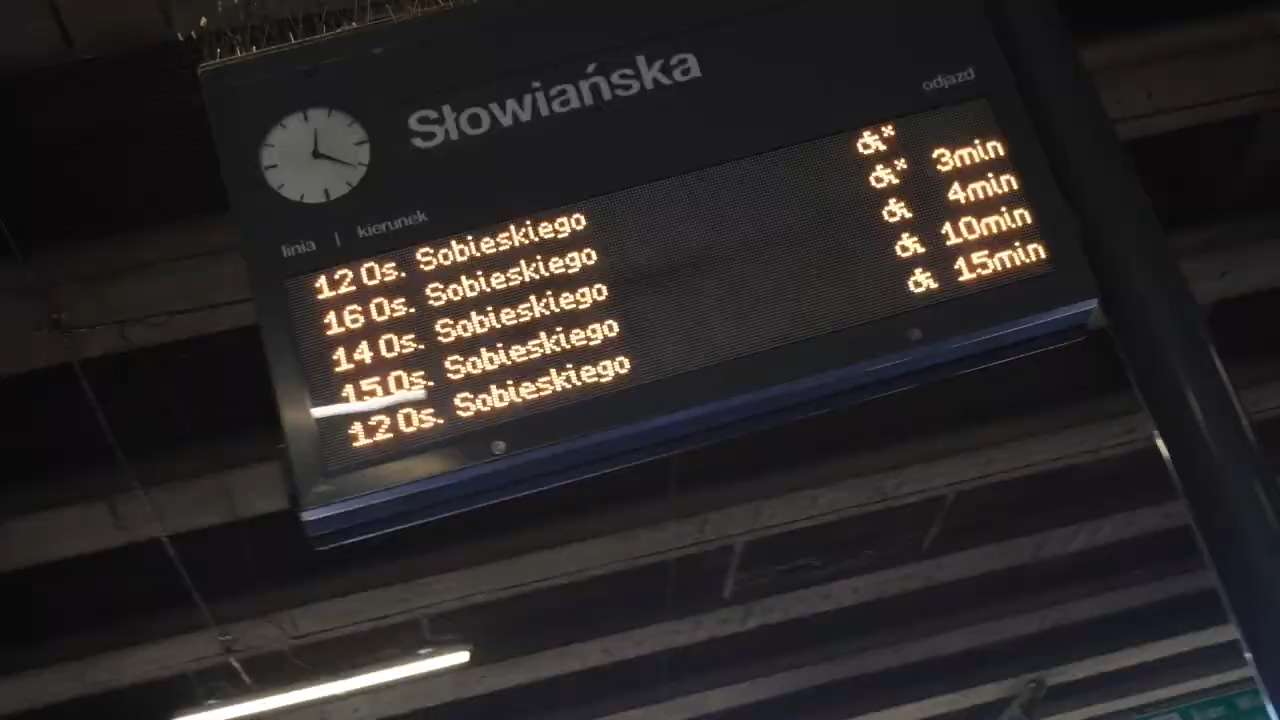 Słowiańska
linia | kierunek odjazd
12 Os. Sobieskiego
16 Os. Sobieskiego 3min
14 Os. Sobieskiego 4min
15 Os. Sobieskiego 10min
12 Os. Sobieskiego 15min